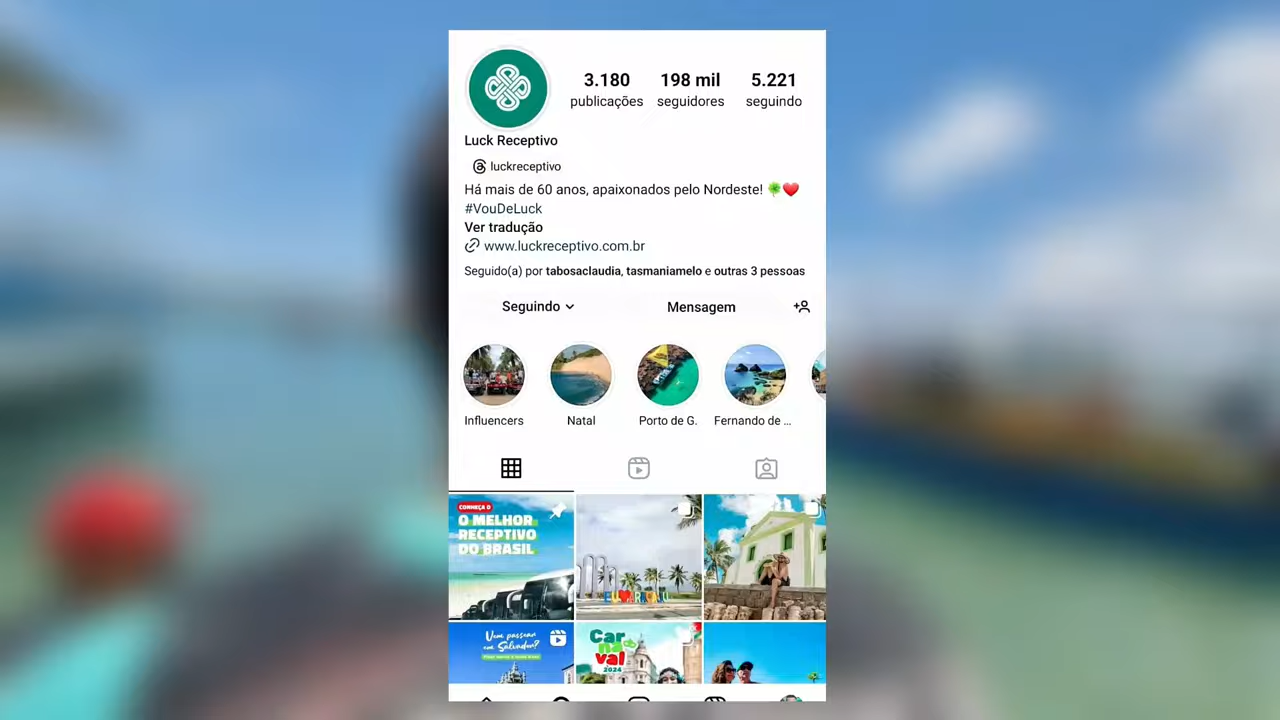 3.180 198 mil 5.221
publicações seguidores seguindo
Luck Receptivo
luckreceptivo
Há mais de 60 anos, apaixonados pelo Nordeste! 🍀❤️
#VouDeLuck
Ver tradução
www.luckreceptivo.com.br
Seguido(a) por tabosaclaudia, tasmaniamelo e outras 3 pessoas
Seguindo Mensagem
Influencers Natal Porto de G. Fernando de ...
CONHEÇA O
O MELHOR
RECEPTIVO
DO BRASIL
Vem passear
em Salvador?
Car
na
val
2024